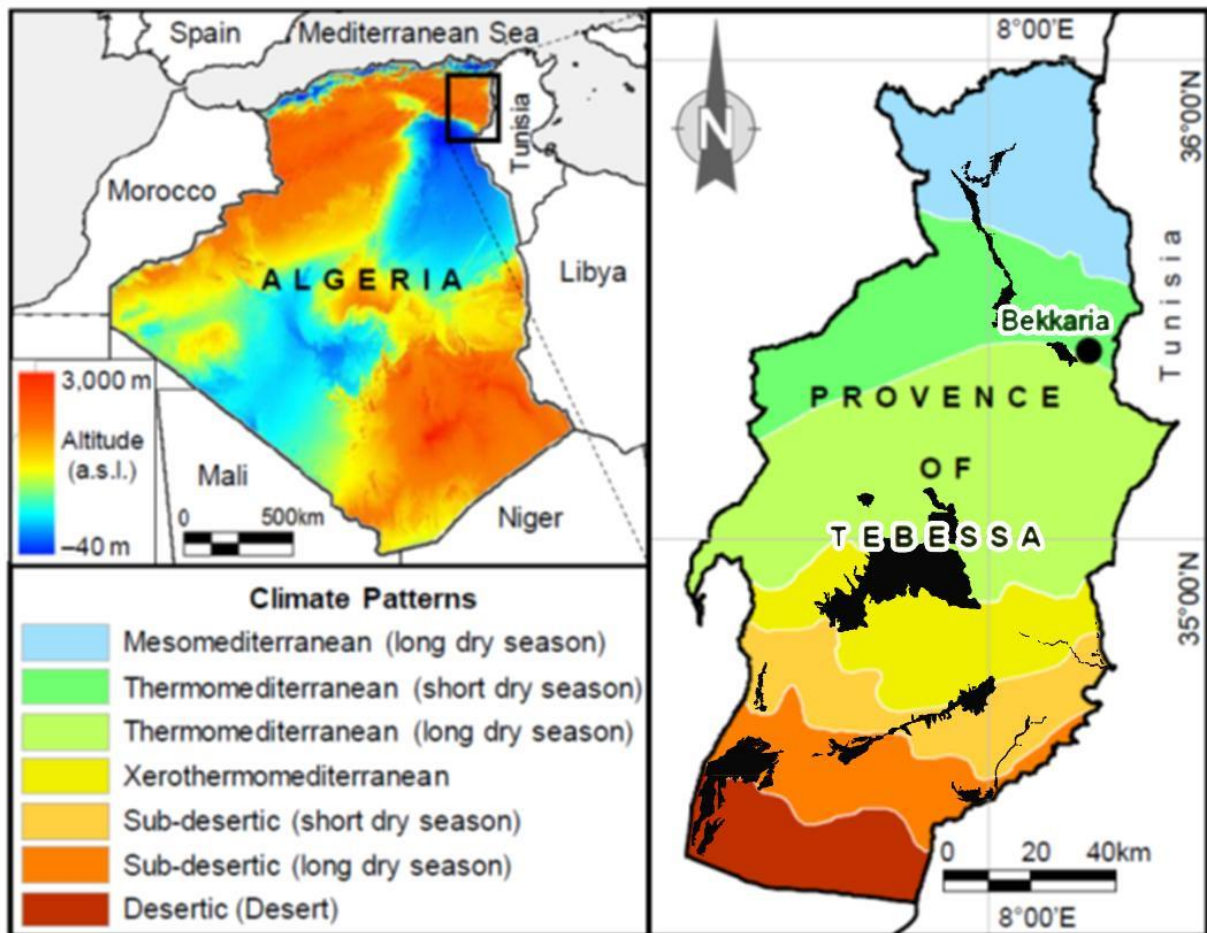 Spain
Mediterranean Sea
Tunisia
Morocco
ALGERIA
Libya
3,000 m
Altitude
(a.s.l.)
–40 m
Mali
0 500km
Niger
Climate Patterns
Mesomediterranean (long dry season)
Thermomediterranean (short dry season)
Thermomediterranean (long dry season)
Xerothermomediterranean
Sub-desertic (short dry season)
Sub-desertic (long dry season)
Desertic (Desert)
8°00'E
N
36°00'N
Tunisia
Bekkaria
PROVENCE
OF
TEBESSA
35°00'N
0 20 40km
8°00'E